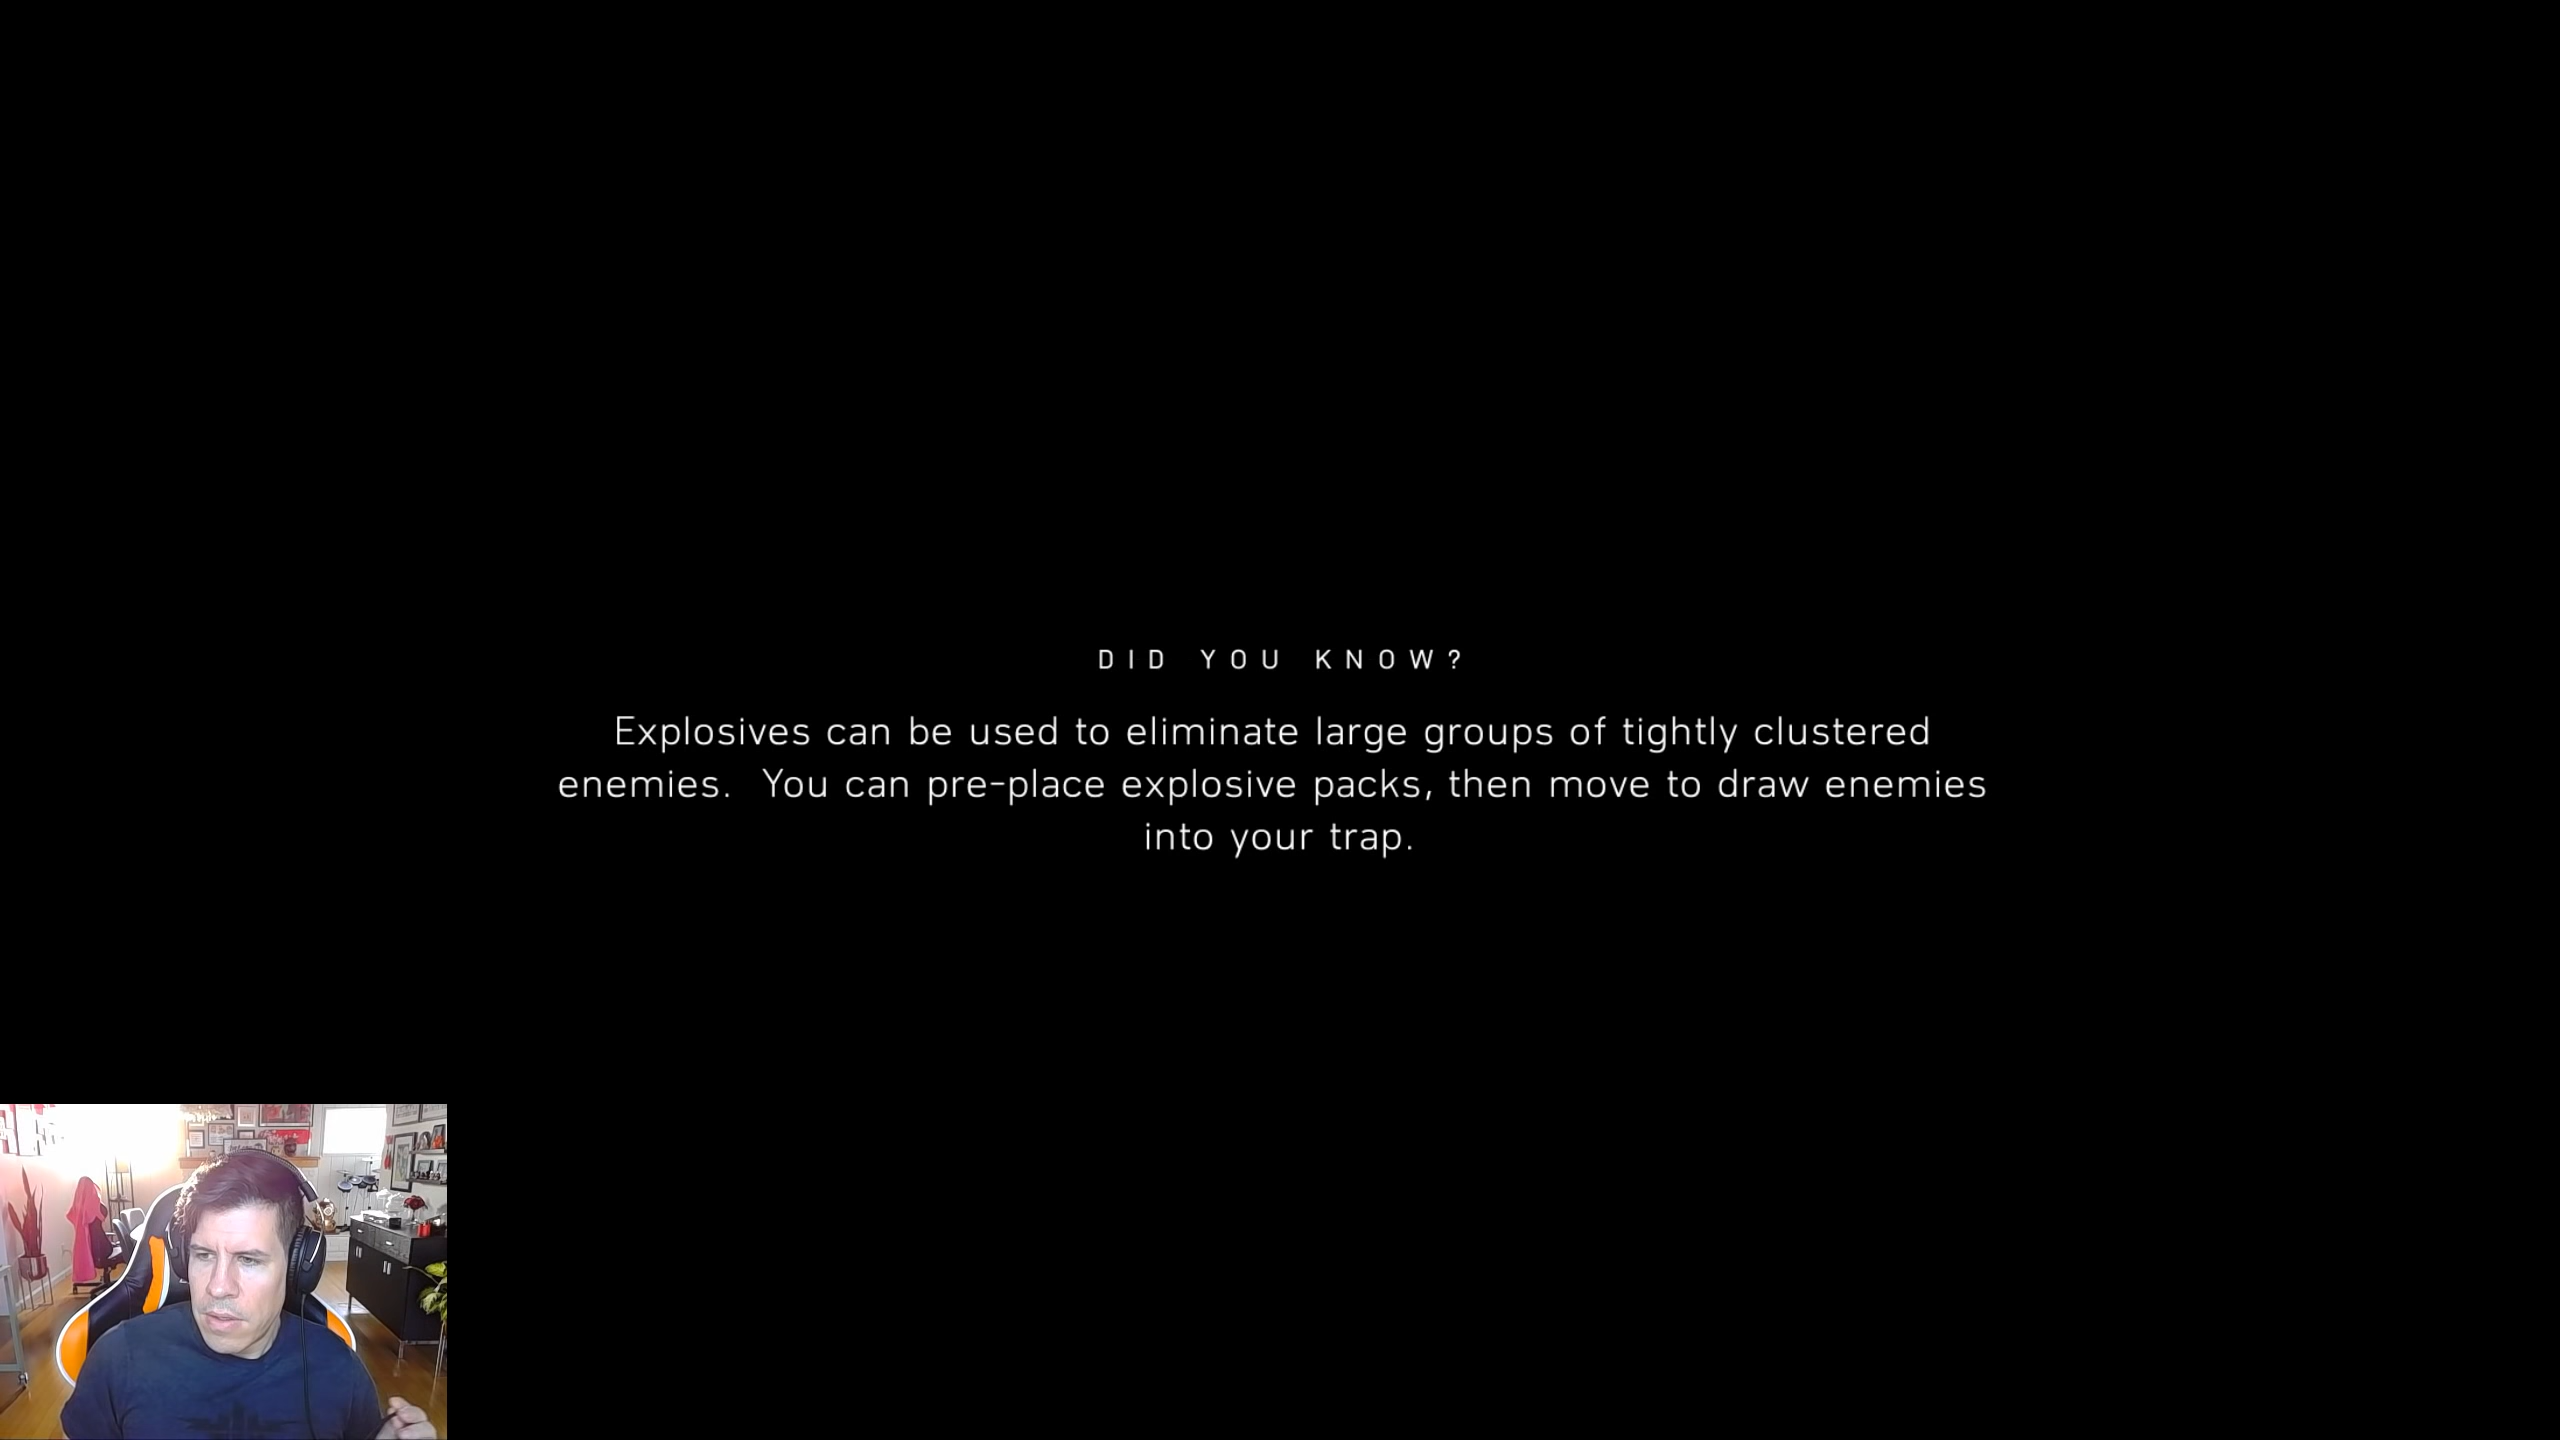 DID YOU KNOW?
Explosives can be used to eliminate large groups of tightly clustered
enemies.  You can pre-place explosive packs, then move to draw enemies
into your trap.